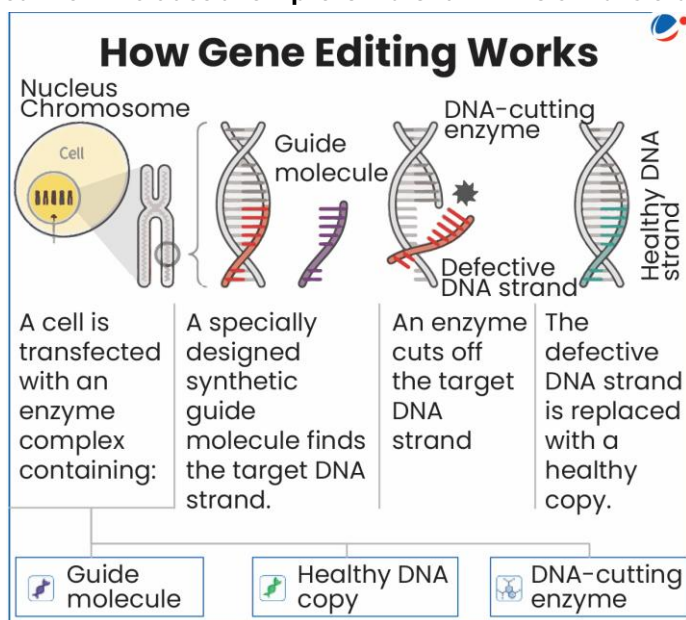 How Gene Editing Works
Nucleus
Chromosome
Cell
Guide
molecule
DNA-cutting
enzyme
Defective
DNA strand
Healthy DNA
strand
A cell is
transfected
with an
enzyme
complex
containing:
A specially
designed
synthetic
guide
molecule finds
the target DNA
strand.
An enzyme
cuts off
the target
DNA
strand
The
defective
DNA strand
is replaced
with a
healthy
copy.
Guide
molecule
Healthy DNA
copy
DNA-cutting
enzyme